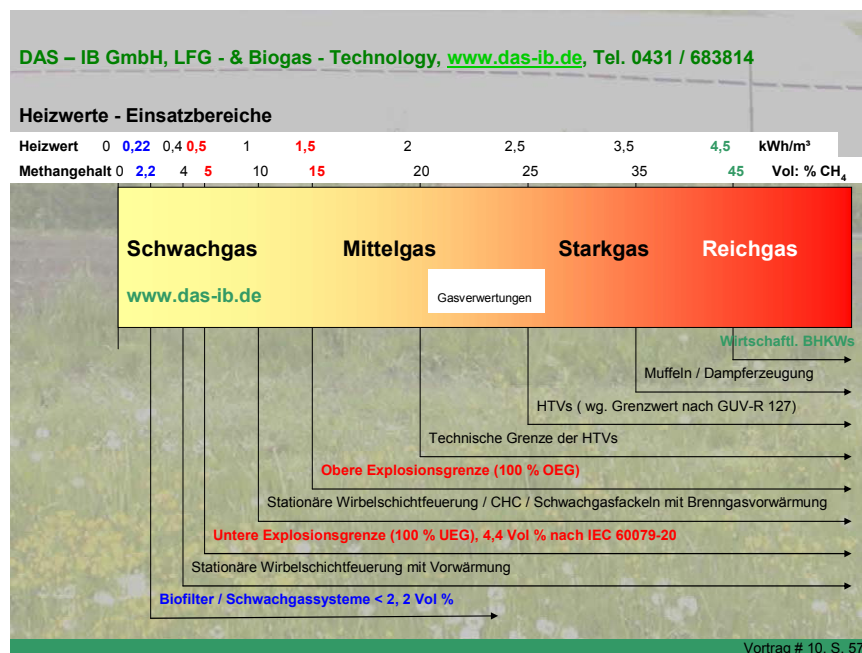 DAS – IB GmbH, LFG - & Biogas - Technology, www.das-ib.de, Tel. 0431 / 683814
Heizwerte - Einsatzbereiche
Heizwert 0 0,22 0,4 0,5 1 1,5 2 2,5 3,5 4,5 kWh/m³
Methangehalt 0 2,2 4 5 10 15 20 25 35 45 Vol: % CH4
Schwachgas Mittelgas Starkgas Reichgas
www.das-ib.de Gasverwertungen
Wirtschaftl. BHKWs
Muffeln / Dampferzeugung
HTVs ( wg. Grenzwert nach GUV-R 127)
Technische Grenze der HTVs
Obere Explosionsgrenze (100 % OEG)
Stationäre Wirbelschichtfeuerung / CHC / Schwachgasfackeln mit Brenngasvorwärmung
Untere Explosionsgrenze (100 % UEG), 4,4 Vol % nach IEC 60079-20
Stationäre Wirbelschichtfeuerung mit Vorwärmung
Biofilter / Schwachgassysteme < 2, 2 Vol %
Vortrag # 10, S. 57